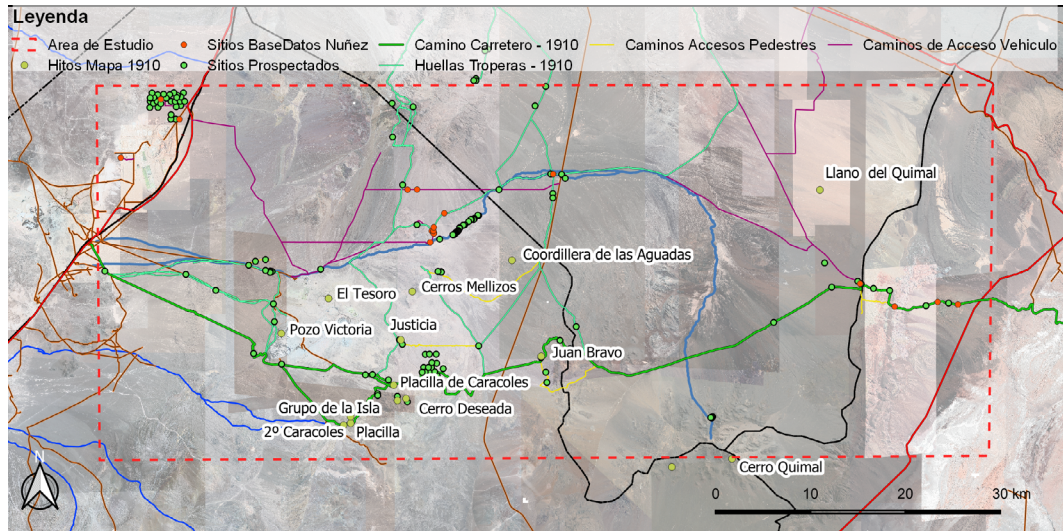 Leyenda
Area de Estudio Sitios BaseDatos Nuñez Camino Carretero - 1910 Caminos Accesos Pedestres Caminos de Acceso Vehiculo
Hitos Mapa 1910 Sitios Prospectados Huellas Troperas - 1910
Llano del Quimal
Coordillera de las Aguadas
El Tesoro
Cerros Mellizos
Pozo Victoria
Justicia
Juan Bravo
Placilla de Caracoles
Grupo de la Isla
Cerro Deseada
2º Caracoles
Placilla
Cerro Quimal
N
0 10 20 30 km